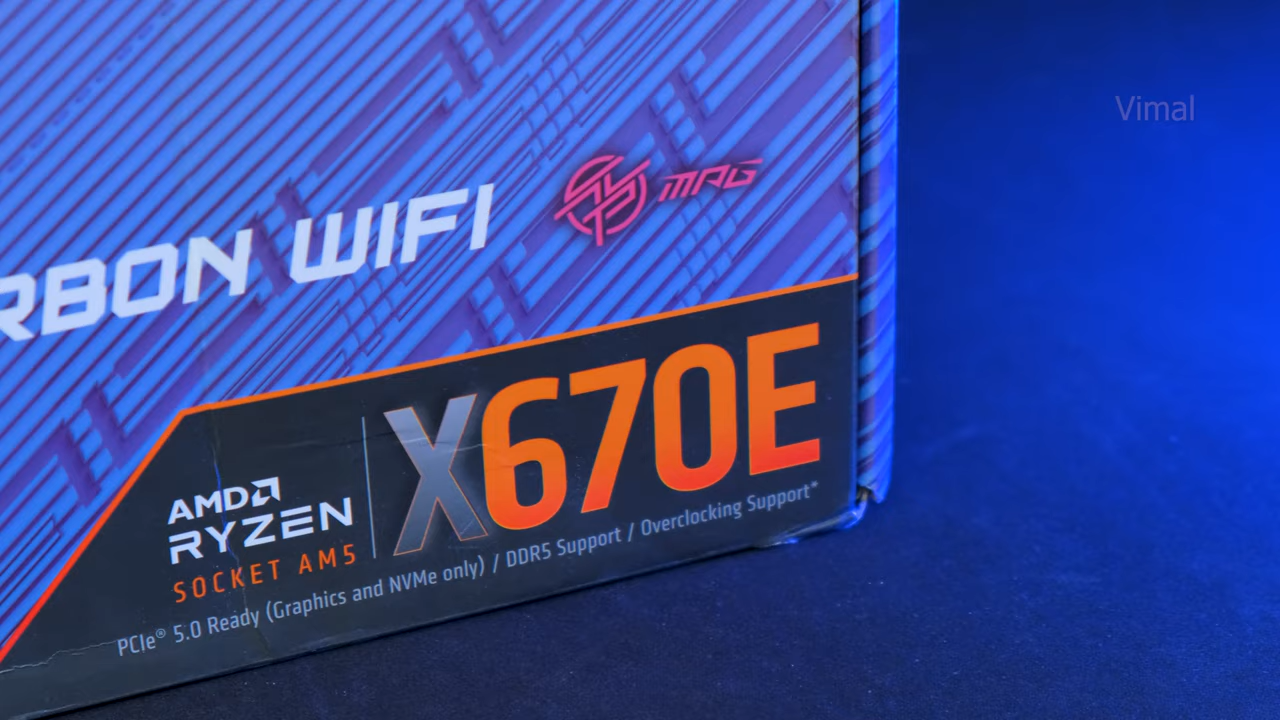 Vimal
MPG
RBON WIFI
X670E
AMD
RYZEN
SOCKET AM5
PCIe® 5.0 Ready (Graphics and NVMe only) / DDR5 Support / Overclocking Support*